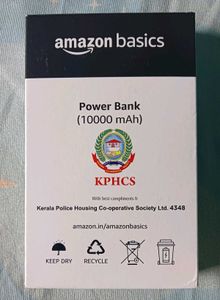 amazon basics
Power Bank
(10000 mAh)
KPHCS
With best compliments fr
Kerala Police Housing Co-operative Society Ltd. 4348
amazon.in/amazonbasics
KEEP DRY
RECYCLE